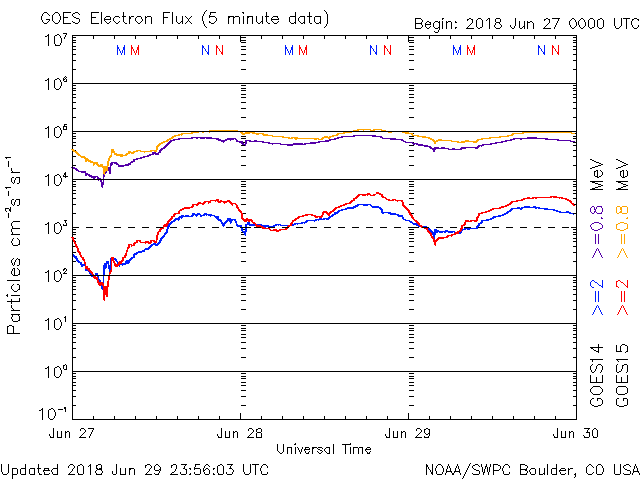 GOES Electron Flux (5 minute data)
Begin: 2018 Jun 27 0000 UTC
10⁷
M M N N M M N N M M N N
10⁶
10⁵
10⁴
10³
10²
10¹
10⁰
10⁻¹
Particles cm⁻²s⁻¹sr⁻¹
GOES14 >=2 >=0.8 MeV
GOES15 >=2 >=0.8 MeV
Jun 27 Jun 28 Jun 29 Jun 30
Universal Time
Updated 2018 Jun 29 23:56:03 UTC
NOAA/SWPC Boulder, CO USA